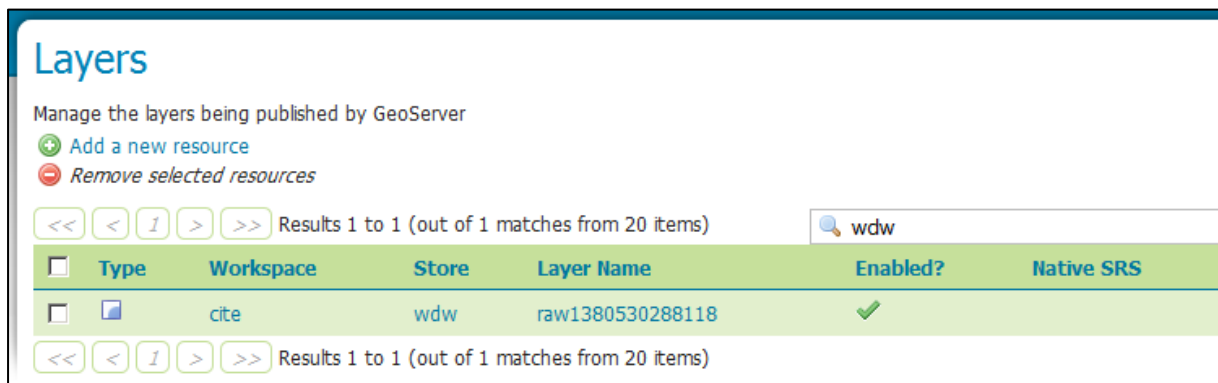 Layers
Manage the layers being published by GeoServer
Add a new resource
Remove selected resources
<< < 1 > >> Results 1 to 1 (out of 1 matches from 20 items) wdw
Type Workspace Store Layer Name Enabled? Native SRS
cite wdw raw1380530288118
<< < 1 > >> Results 1 to 1 (out of 1 matches from 20 items)